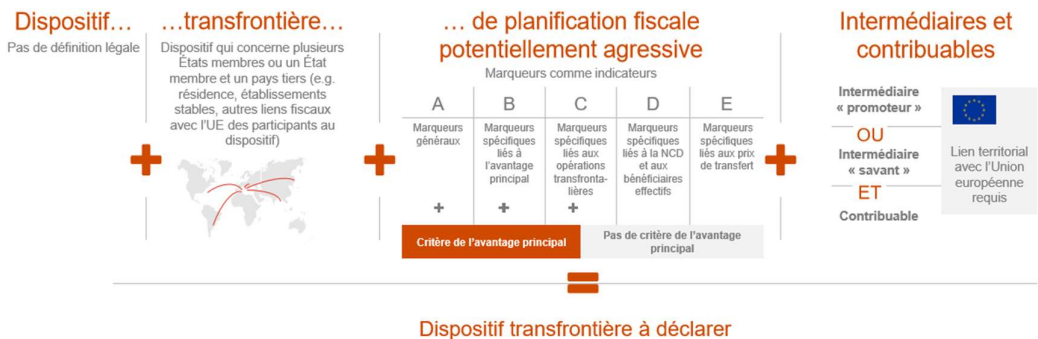 Dispositif…
Pas de définition légale
…transfrontière…
Dispositif qui concerne plusieurs
États membres ou un État
membre et un pays tiers (e.g.
résidence, établissements
stables, autres liens fiscaux
avec l'UE des participants au
dispositif)
… de planification fiscale
potentiellement agressive
Marqueurs comme indicateurs
A
Marqueurs
généraux
+
B
Marqueurs
spécifiques
liés à
l'avantage
principal
+
C
Marqueurs
spécifiques
liés aux
opérations
transfronta-
lières
+
D
Marqueurs
spécifiques
liés à la NCD
et aux
bénéficiaires
effectifs
E
Marqueurs
spécifiques
liés aux prix
de transfert
Critère de l'avantage principal
Pas de critère de l'avantage
principal
Intermédiaires et
contribuables
Intermédiaire
« promoteur »
OU
Intermédiaire
« savant »
ET
Contribuable
Lien territorial
avec l'Union
européenne
requis
Dispositif transfrontière à déclarer